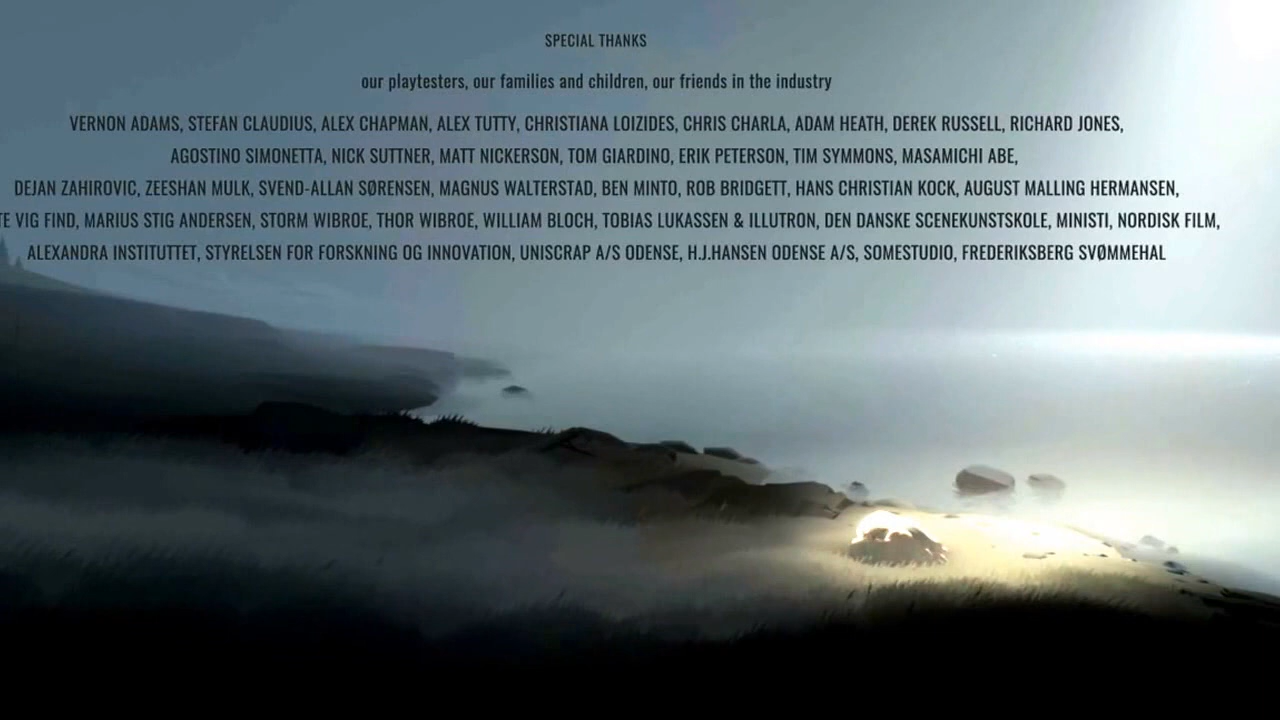 SPECIAL THANKS
our playtesters, our families and children, our friends in the industry
VERNON ADAMS, STEFAN CLAUDIUS, ALEX CHAPMAN, ALEX TUTTY, CHRISTIANA LOIZIDES, CHRIS CHARLA, ADAM HEATH, DEREK RUSSELL, RICHARD JONES,
AGOSTINO SIMONETTA, NICK SUTTNER, MATT NICKERSON, TOM GIARDINO, ERIK PETERSON, TIM SYMMONS, MASAMICHI ABE,
DEJAN ZAHIROVIC, ZEESHAN MULK, SVEND-ALLAN SØRENSEN, MAGNUS WALTERSTAD, BEN MINTO, ROB BRIDGETT, HANS CHRISTIAN KOCK, AUGUST MALLING HERMANSEN,
TE VIG FIND, MARIUS STIG ANDERSEN, STORM WIBROE, THOR WIBROE, WILLIAM BLOCH, TOBIAS LUKASSEN & ILLUTRON, DEN DANSKE SCENEKUNSTSKOLE, MINISTI, NORDISK FILM,
ALEXANDRA INSTITUTTET, STYRELSEN FOR FORSKNING OG INNOVATION, UNISCRAP A/S ODENSE, H.J.HANSEN ODENSE A/S, SOMESTUDIO, FREDERIKSBERG SVØMMEHAL